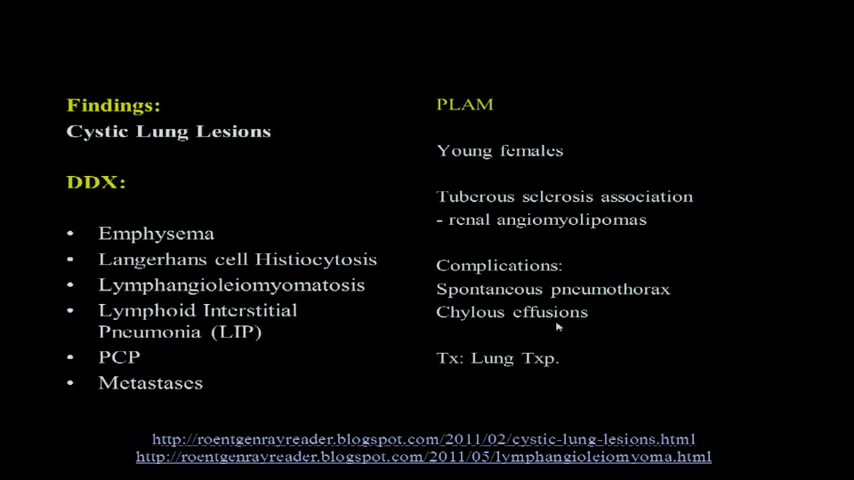 Findings:
Cystic Lung Lesions
DDX:
• Emphysema
• Langerhans cell Histiocytosis
• Lymphangioleiomyomatosis
• Lymphoid Interstitial
Pneumonia (LIP)
• PCP
• Metastases
PLAM
Young females
Tuberous sclerosis association
- renal angiomyolipomas
Complications:
Spontaneous pneumothorax
Chylous effusions
Tx: Lung Txp.
http://roentgenrayreader.blogspot.com/2011/02/cystic-lung-lesions.html
http://roentgenrayreader.blogspot.com/2011/05/lymphangioleiomyoma.html